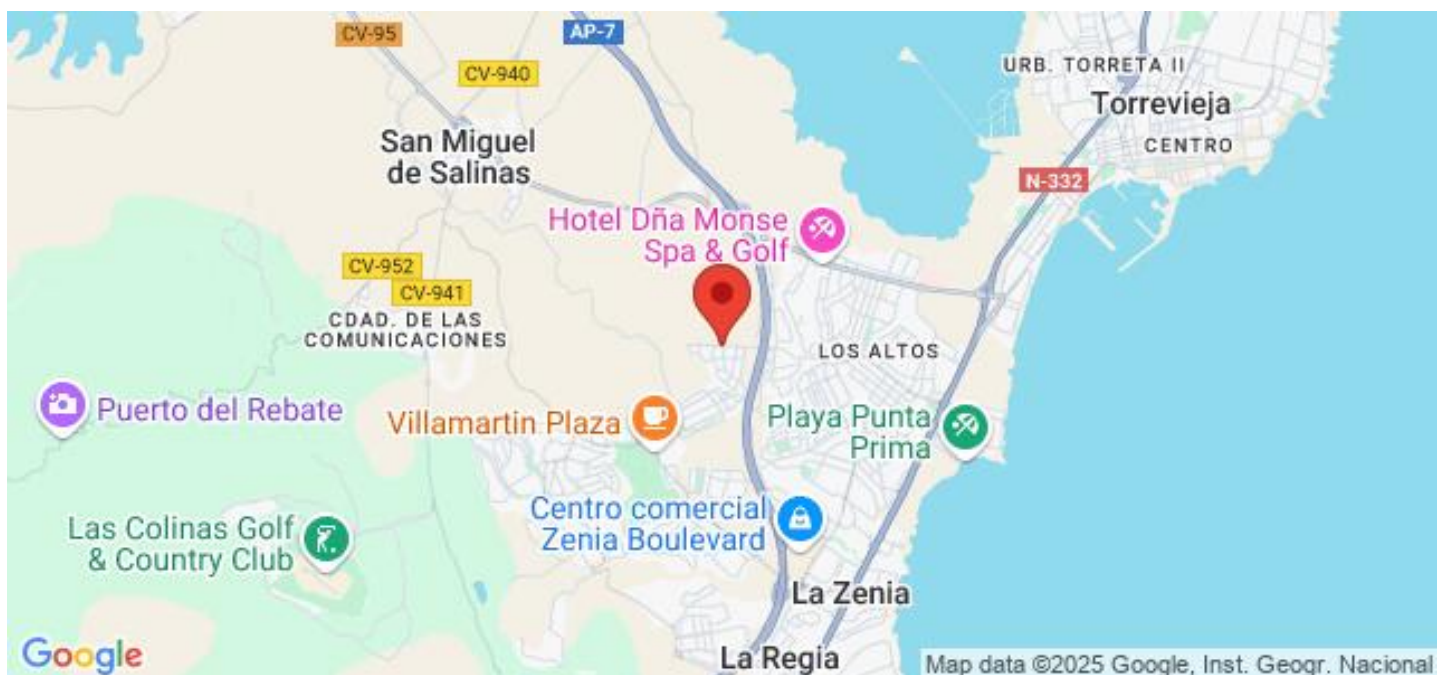 CV-95
AP-7
CV-940
URB. TORRETA II
Torrevieja
CENTRO
San Miguel
de Salinas
N-332
Hotel Dña Monse
Spa & Golf
CV-952
CV-941
CDAD. DE LAS
COMUNICACIONES
LOS ALTOS
Puerto del Rebate
Villamartin Plaza
Playa Punta
Prima
Centro comercial
Zenia Boulevard
Las Colinas Golf
& Country Club
La Zenia
La Regia
Google
Map data ©2025 Google, Inst. Geogr. Nacional